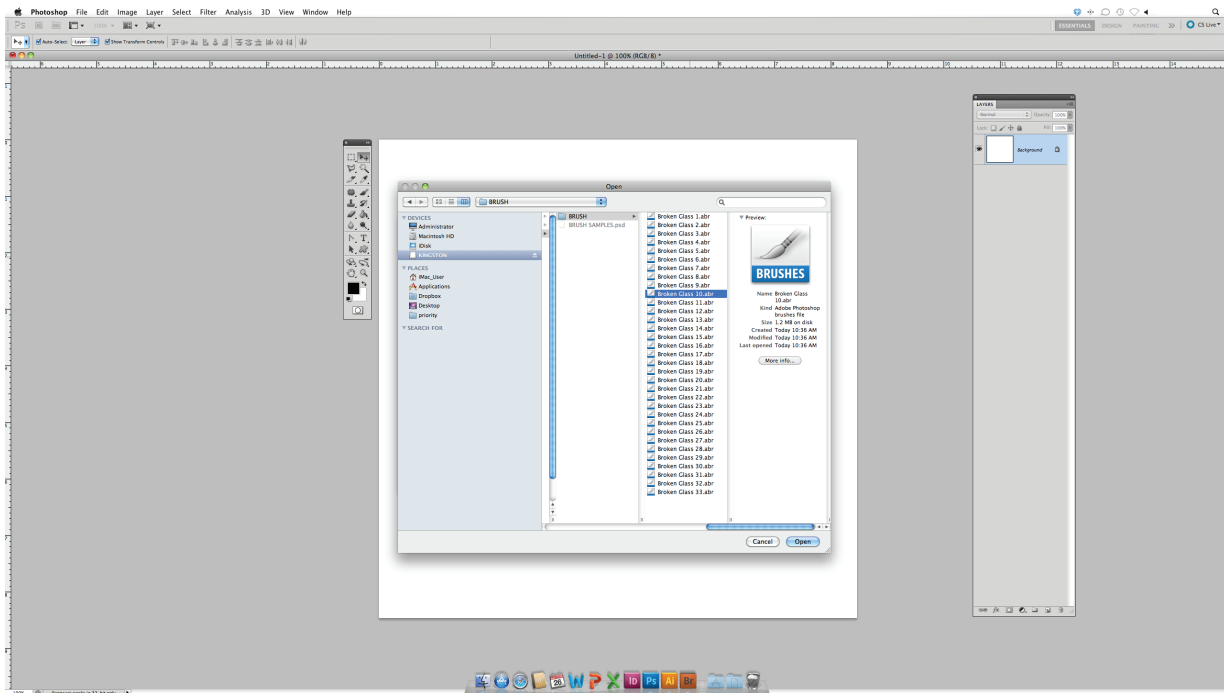 Photoshop File Edit Image Layer Select Filter Analysis 3D View Window Help
Ps 100% ESSENTIALS DESIGN PAINTING CS Live
Auto-Select: Layer Show Transform Controls
Untitled-1 @ 100% (RGB/8) *
LAYERS
Normal Opacity: 100%
Lock: Fill: 100%
Background
Open
BRUSH
DEVICES
Administrator
Macintosh HD
iDisk
KINGSTON
PLACES
iMac_User
Applications
Dropbox
Desktop
priority
SEARCH FOR
BRUSH
BRUSH SAMPLES.psd
Broken Glass 1.abr
Broken Glass 2.abr
Broken Glass 3.abr
Broken Glass 4.abr
Broken Glass 5.abr
Broken Glass 6.abr
Broken Glass 7.abr
Broken Glass 8.abr
Broken Glass 9.abr
Broken Glass 10.abr
Broken Glass 11.abr
Broken Glass 12.abr
Broken Glass 13.abr
Broken Glass 14.abr
Broken Glass 15.abr
Broken Glass 16.abr
Broken Glass 17.abr
Broken Glass 18.abr
Broken Glass 19.abr
Broken Glass 20.abr
Broken Glass 21.abr
Broken Glass 22.abr
Broken Glass 23.abr
Broken Glass 24.abr
Broken Glass 25.abr
Broken Glass 26.abr
Broken Glass 27.abr
Broken Glass 28.abr
Broken Glass 29.abr
Broken Glass 30.abr
Broken Glass 31.abr
Broken Glass 32.abr
Broken Glass 33.abr
Preview:
BRUSHES
Name Broken Glass
10.abr
Kind Adobe Photoshop
brushes file
Size 1.2 MB on disk
Created Today 10:36 AM
Modified Today 10:36 AM
Last opened Today 10:36 AM
More info...
Cancel Open
26 W P X ID Ps Ai Br
100%